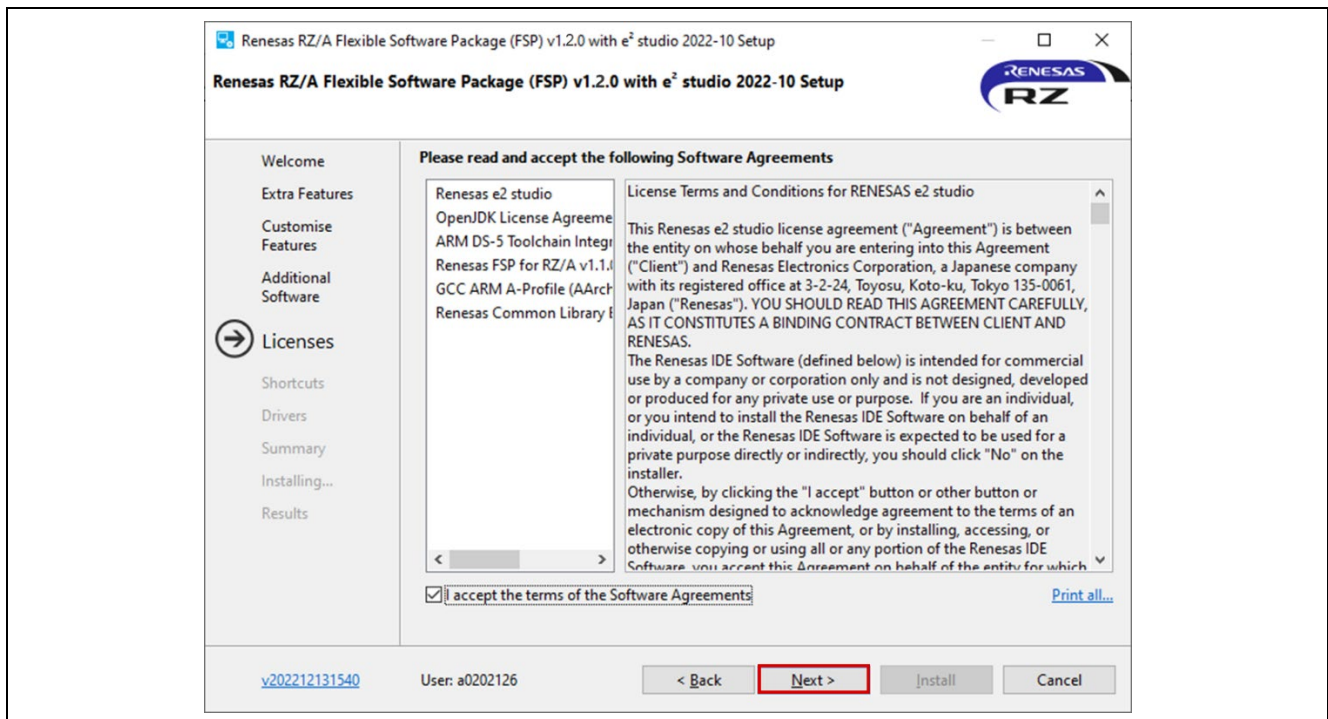 Renesas RZ/A Flexible Software Package (FSP) v1.2.0 with e² studio 2022-10 Setup
Renesas RZ/A Flexible Software Package (FSP) v1.2.0 with e² studio 2022-10 Setup
RENESAS
RZ
Welcome
Extra Features
Customise
Features
Additional
Software
Licenses
Shortcuts
Drivers
Summary
Installing...
Results
Please read and accept the following Software Agreements
Renesas e2 studio
OpenJDK License Agreeme
ARM DS-5 Toolchain Integr
Renesas FSP for RZ/A v1.1.
GCC ARM A-Profile (AArch
Renesas Common Library
License Terms and Conditions for RENESAS e2 studio
This Renesas e2 studio license agreement ("Agreement") is between
the entity on whose behalf you are entering into this Agreement
("Client") and Renesas Electronics Corporation, a Japanese company
with its registered office at 3-2-24, Toyosu, Koto-ku, Tokyo 135-0061,
Japan ("Renesas"). YOU SHOULD READ THIS AGREEMENT CAREFULLY,
AS IT CONSTITUTES A BINDING CONTRACT BETWEEN CLIENT AND
RENESAS.
The Renesas IDE Software (defined below) is intended for commercial
use by a company or corporation only and is not designed, developed
or produced for any private use or purpose. If you are an individual,
or you intend to install the Renesas IDE Software on behalf of an
individual, or the Renesas IDE Software is expected to be used for a
private purpose directly or indirectly, you should click "No" on the
installer.
Otherwise, by clicking the "I accept" button or other button or
mechanism designed to acknowledge agreement to the terms of an
electronic copy of this Agreement, or by installing, accessing, or
otherwise copying or using all or any portion of the Renesas IDE
Software, you accept this Agreement on behalf of the entity for which
I accept the terms of the Software Agreements
Print all...
v202212131540
User: a0202126
< Back
Next >
Install
Cancel